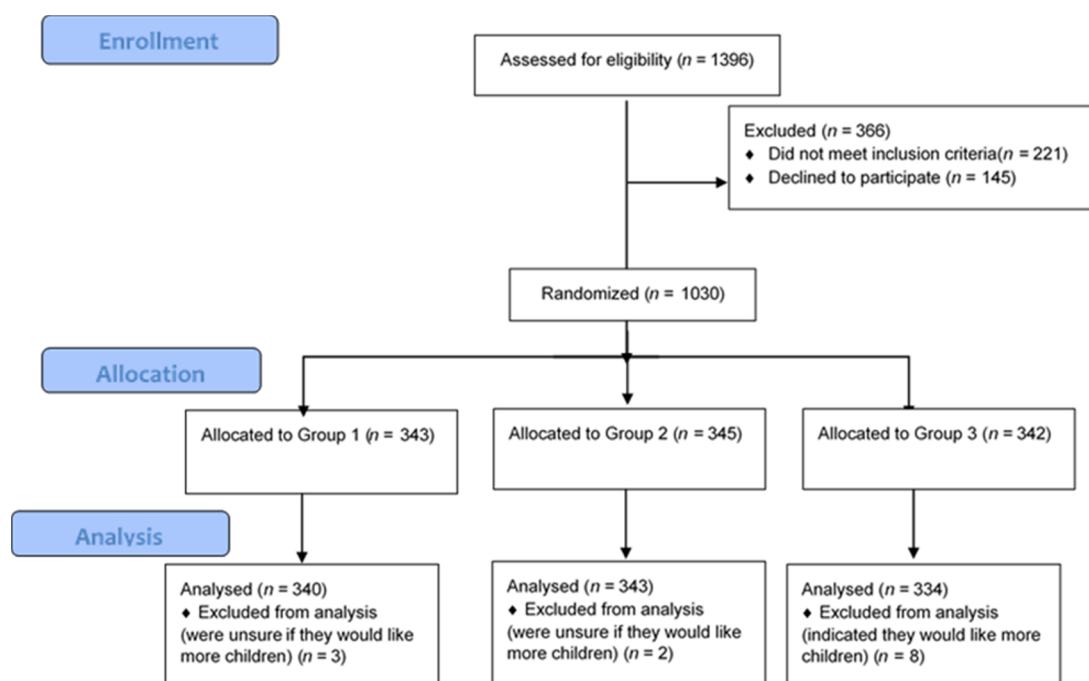 Enrollment
Assessed for eligibility (n = 1396)
Excluded (n = 366)
♦ Did not meet inclusion criteria(n = 221)
♦ Declined to participate (n = 145)
Randomized (n = 1030)
Allocation
Allocated to Group 1 (n = 343)
Allocated to Group 2 (n = 345)
Allocated to Group 3 (n = 342)
Analysis
Analysed (n = 340)
♦ Excluded from analysis
(were unsure if they would like
more children) (n = 3)
Analysed (n = 343)
♦ Excluded from analysis
(were unsure if they would like
more children) (n = 2)
Analysed (n = 334)
♦ Excluded from analysis
(indicated they would like more
children) (n = 8)